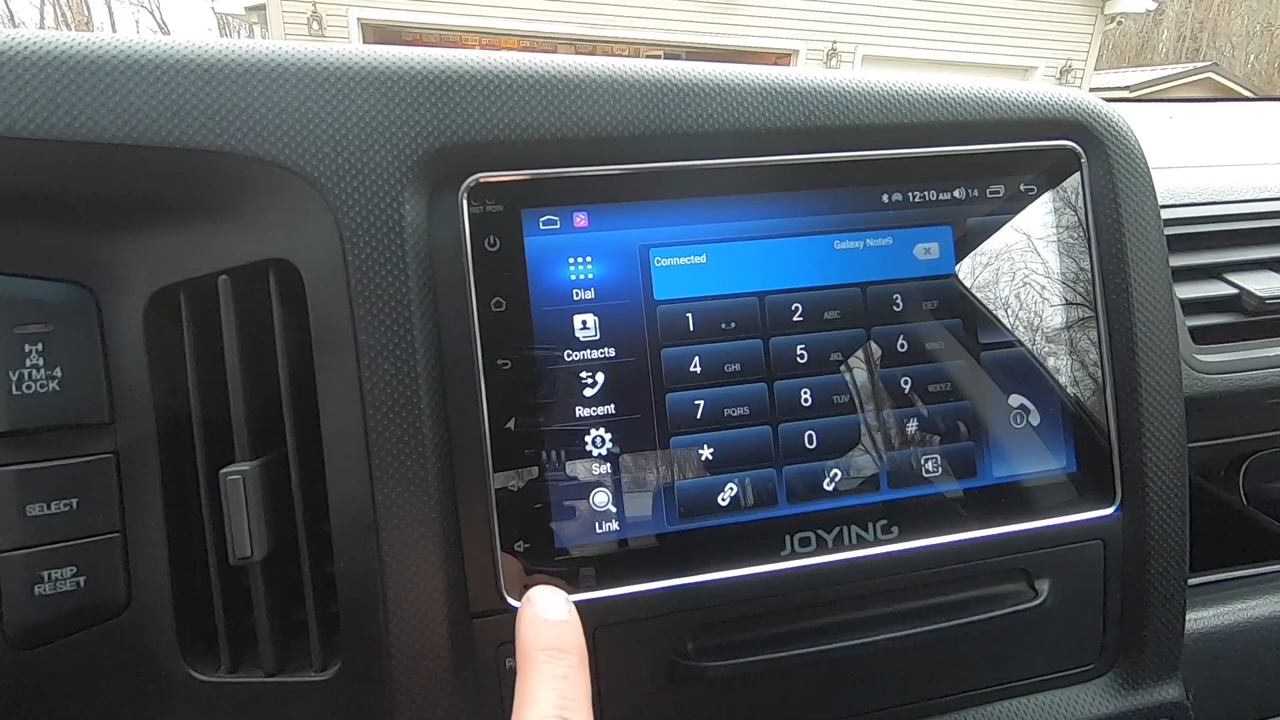 RST
12:10 AM 14
Galaxy Note9
Connected
Dial
Contacts
Recent
Set
Link
1
2 ABC
3 DEF
4 GHI
5 JKL
6 MNO
7 PQRS
8 TUV
9 WXYZ
*
0
#
JOYING
VTM-4
LOCK
SELECT
TRIP
RESET